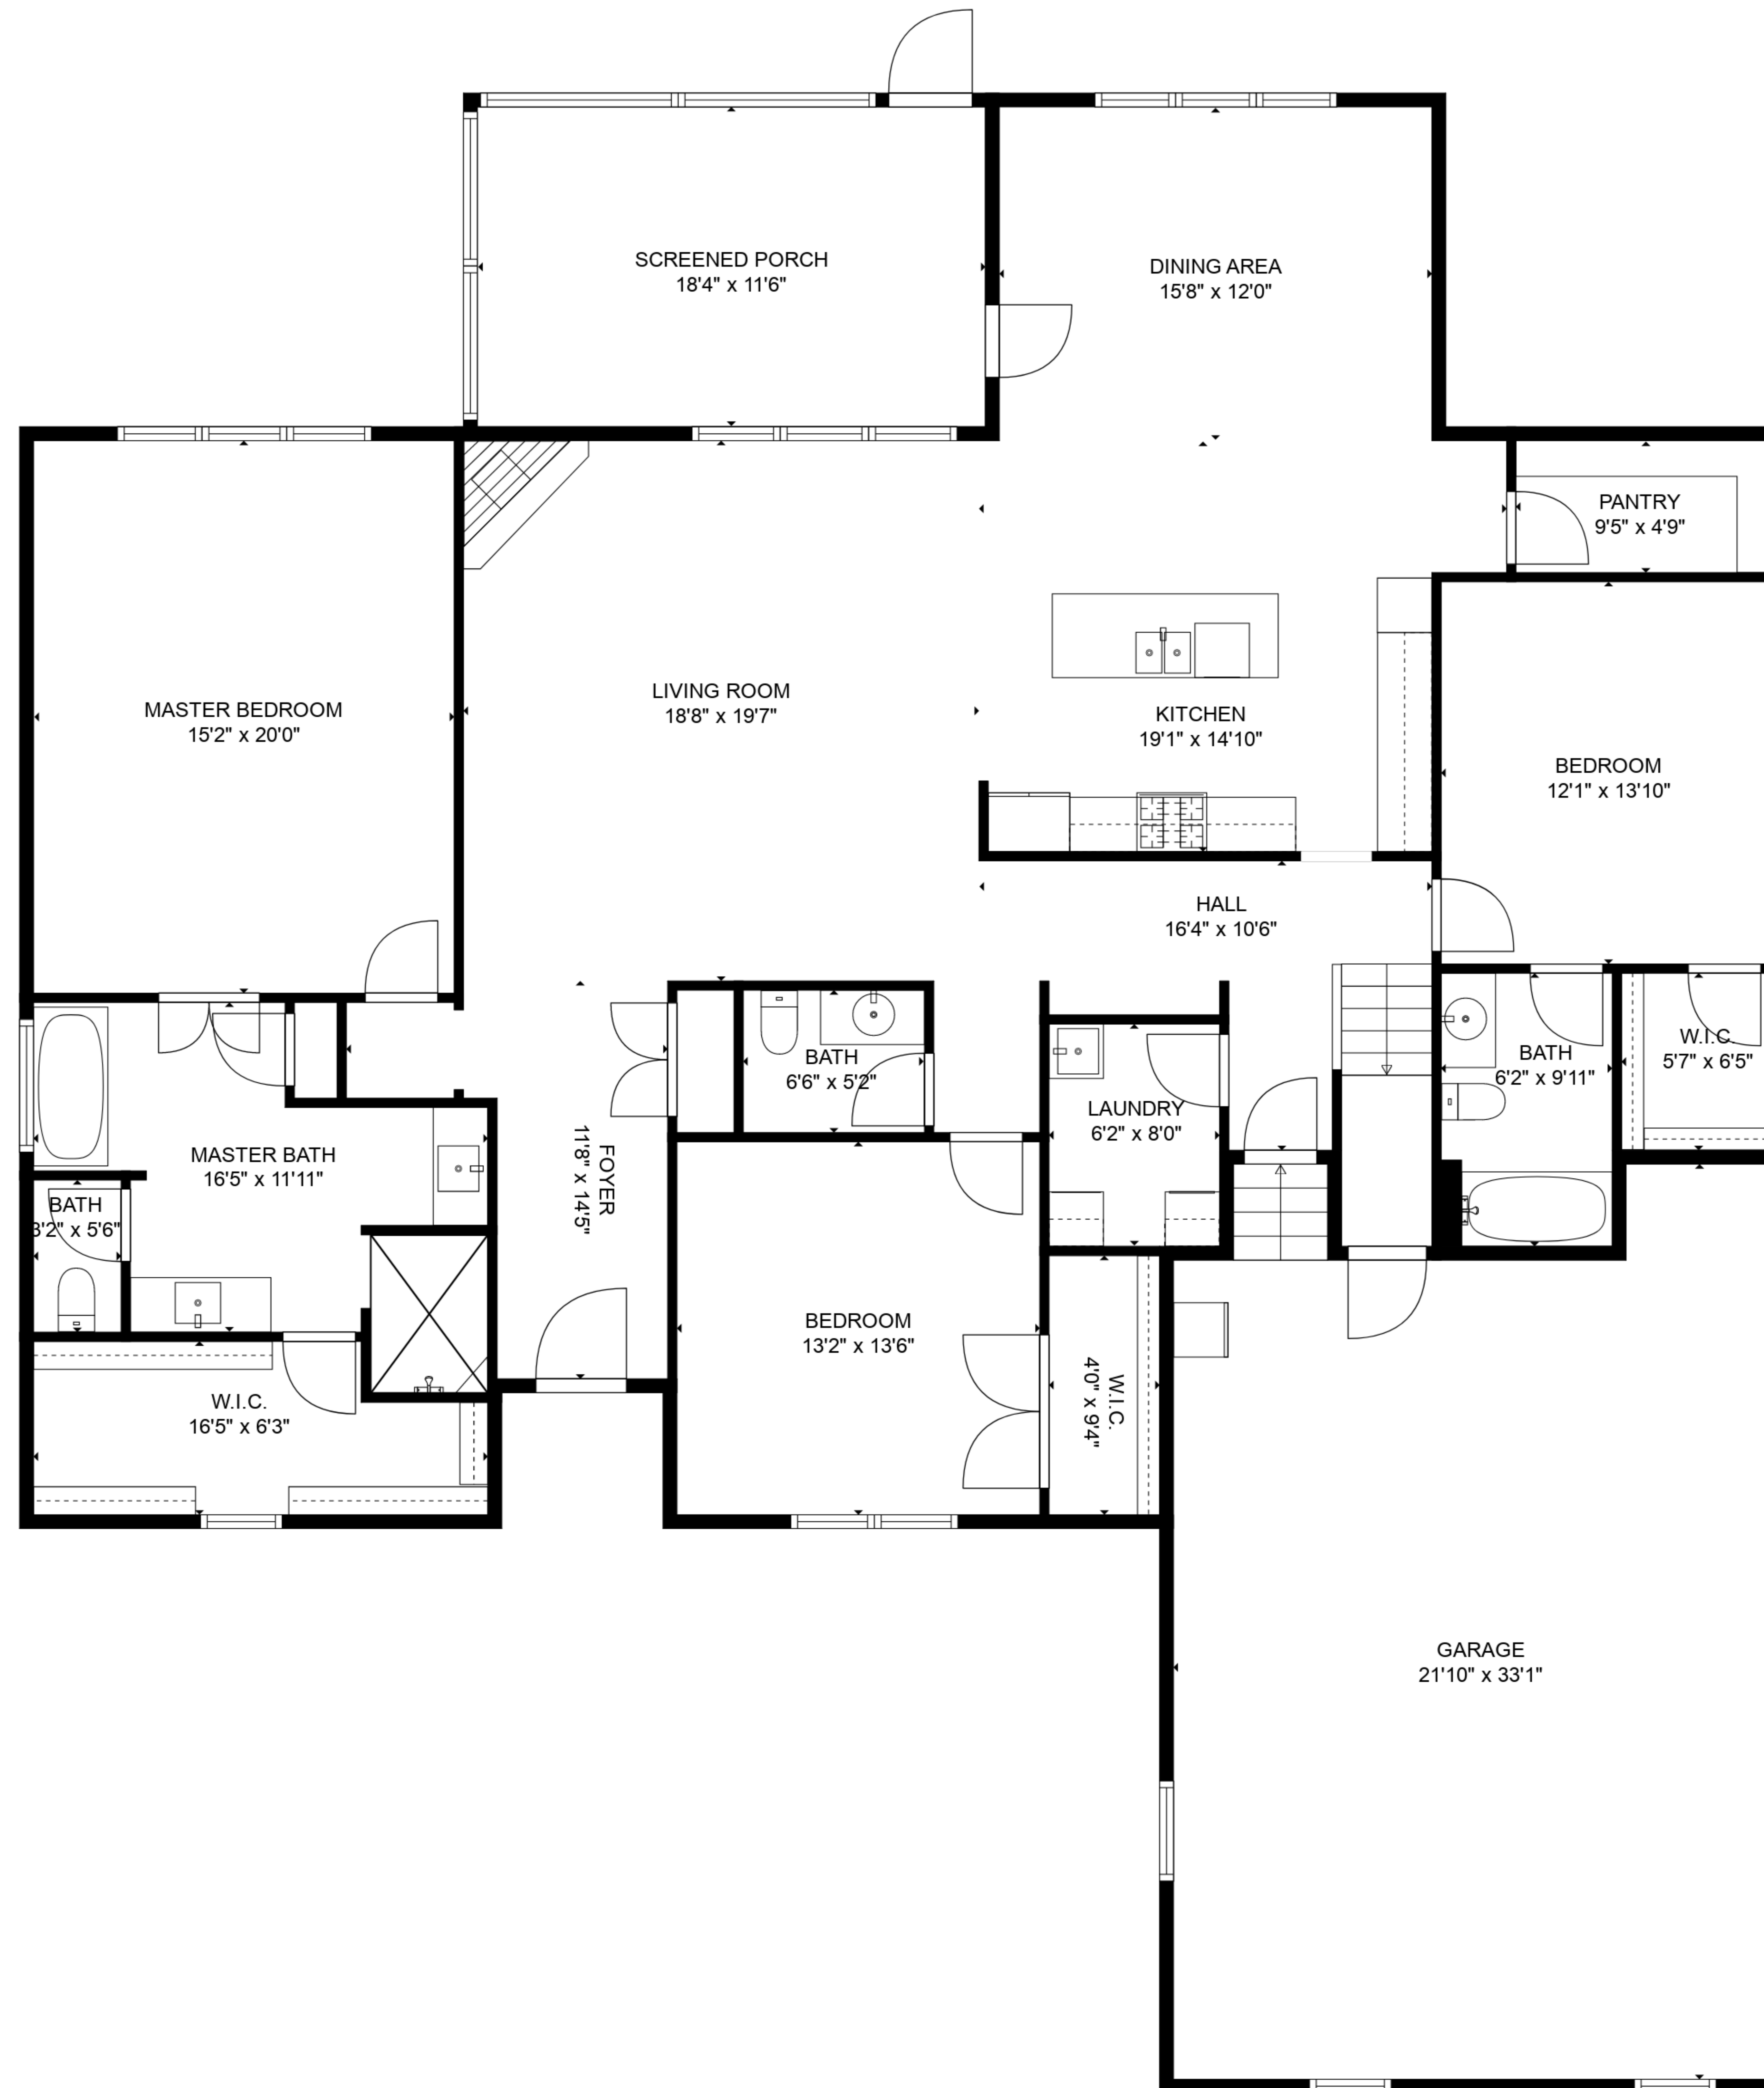 SCREENED PORCH
18'4" x 11'6"
DINING AREA
15'8" x 12'0"
PANTRY
9'5" x 4'9"
MASTER BEDROOM
15'2" x 20'0"
LIVING ROOM
18'8" x 19'7"
KITCHEN
19'1" x 14'10"
BEDROOM
12'1" x 13'10"
HALL
16'4" x 10'6"
BATH
6'6" x 5'2"
LAUNDRY
6'2" x 8'0"
BATH
6'2" x 9'11"
W.I.C.
5'7" x 6'5"
MASTER BATH
16'5" x 11'11"
FOYER
11'8" x 14'5"
BATH
3'2" x 5'6"
BEDROOM
13'2" x 13'6"
W.I.C.
4'0" x 9'4"
W.I.C.
16'5" x 6'3"
GARAGE
21'10" x 33'1"